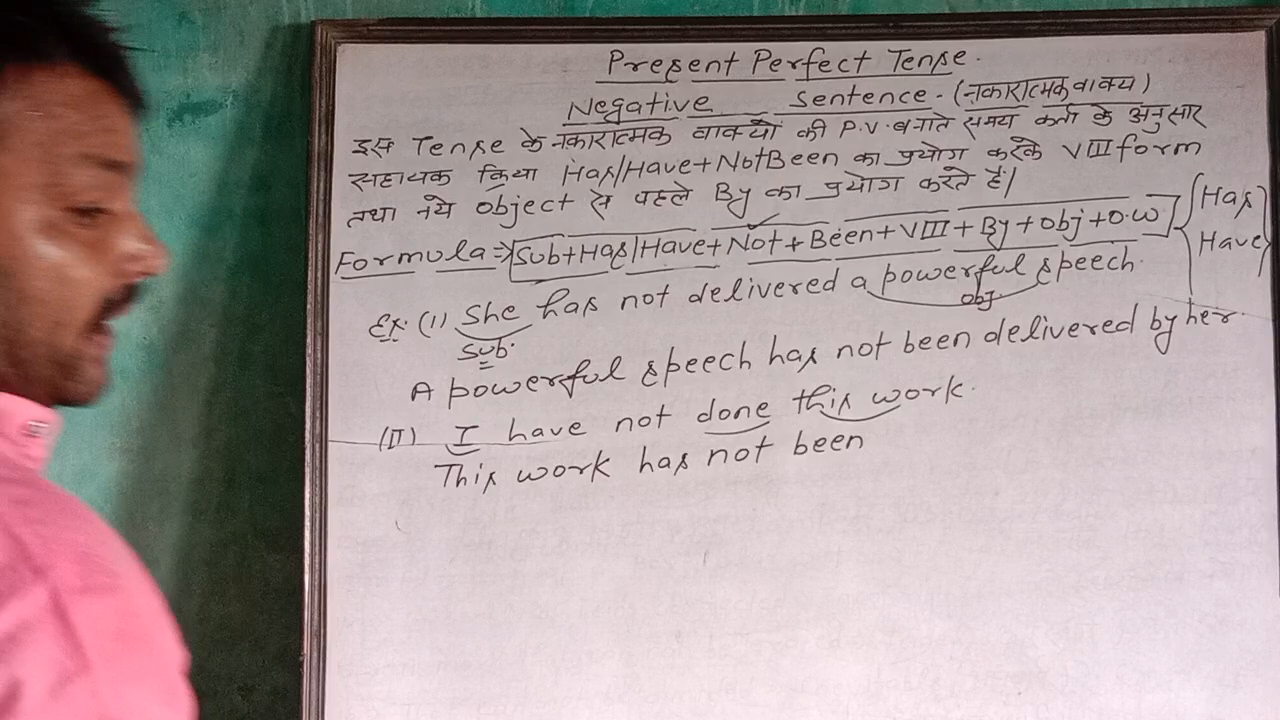 Present Perfect Tense.
Negative Sentence. (नकारात्मक वाक्य)
इस Tense के नकारात्मक वाक्यों की P.V. बनाते समय कर्ता के अनुसार
सहायक क्रिया Has/Have+Not Been का प्रयोग करके VIII form
तथा नये object से पहले By का प्रयोग करते हैं।
Formula⇒ Sub+Has/Have+Not+Been+VIII+By+Obj+O.W {Has
Have}
Ex. (I) She has not delivered a powerful speech.
Sub. obj
A powerful speech has not been delivered by her.
(II) I have not done this work.
This work has not been